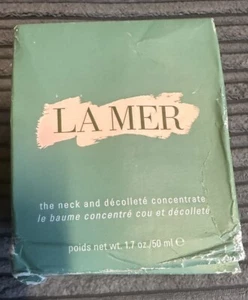 LA MER
the neck and décolleté concentrate
le baume concentré cou et décolleté
poids net wt. 1.7 oz./50 ml ℮